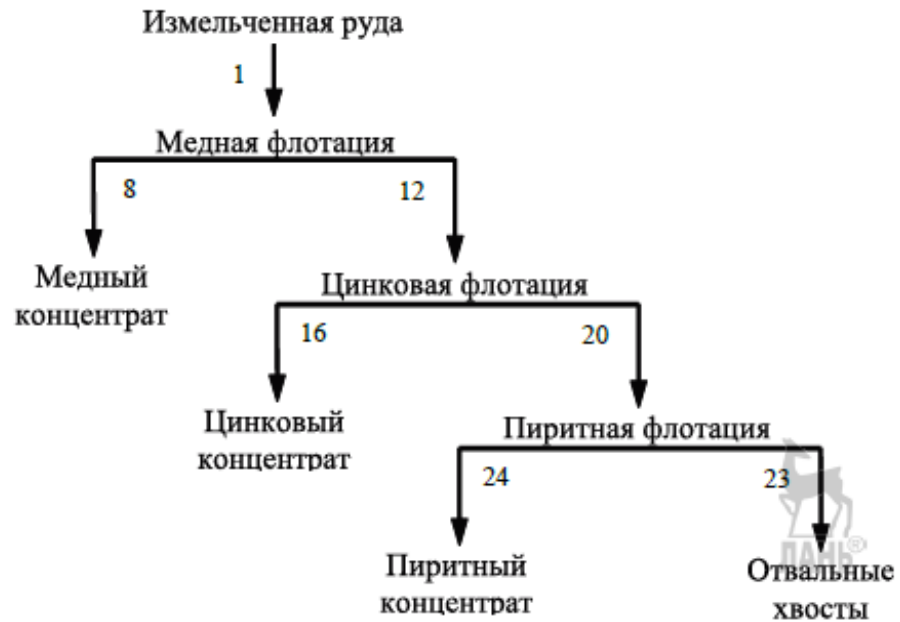 Измельченная руда
1
Медная флотация
8
12
Медный
концентрат
Цинковая флотация
16
20
Цинковый
концентрат
Пиритная флотация
24
23
ЛАНЬ®
Пиритный
концентрат
Отвальные
хвосты